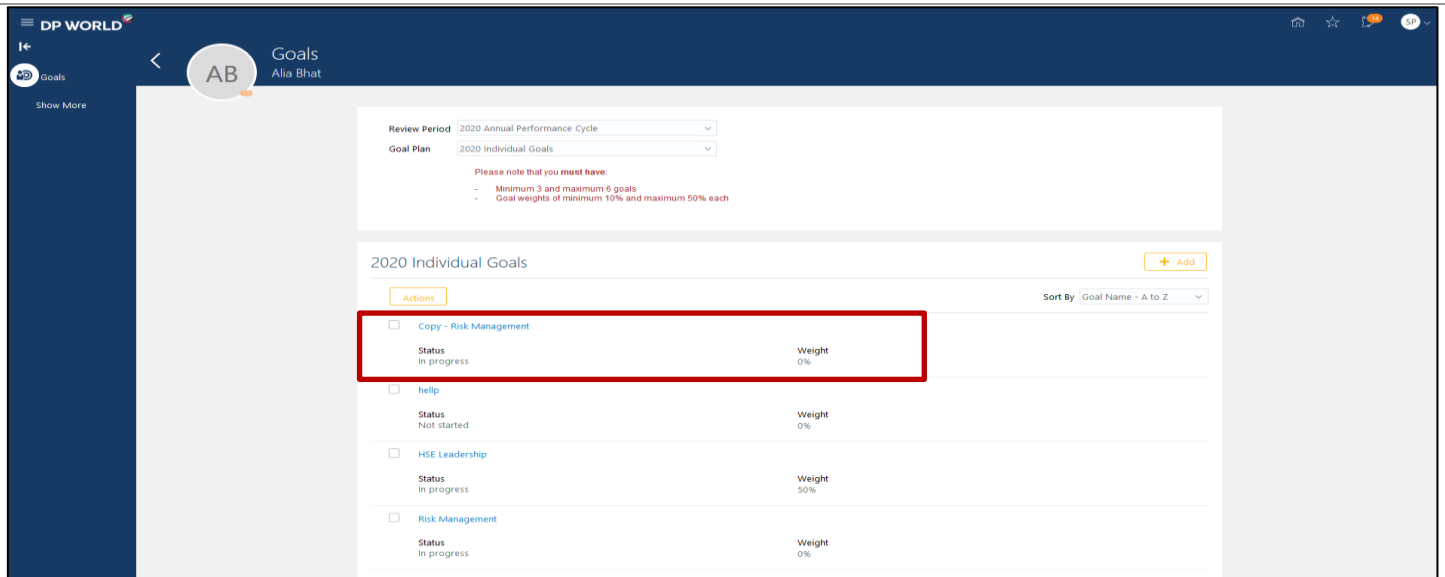 DP WORLD
14
SP
Goals
Show More
AB
Goals
Alia Bhat
Review Period 2020 Annual Performance Cycle
Goal Plan 2020 Individual Goals
Please note that you must have:
- Minimum 3 and maximum 6 goals
- Goal weights of minimum 10% and maximum 50% each
2020 Individual Goals
+ Add
Actions
Sort By Goal Name - A to Z
Copy - Risk Management
Status Weight
In progress 0%
hellp
Status Weight
Not started 0%
HSE Leadership
Status Weight
In progress 50%
Risk Management
Status Weight
In progress 0%